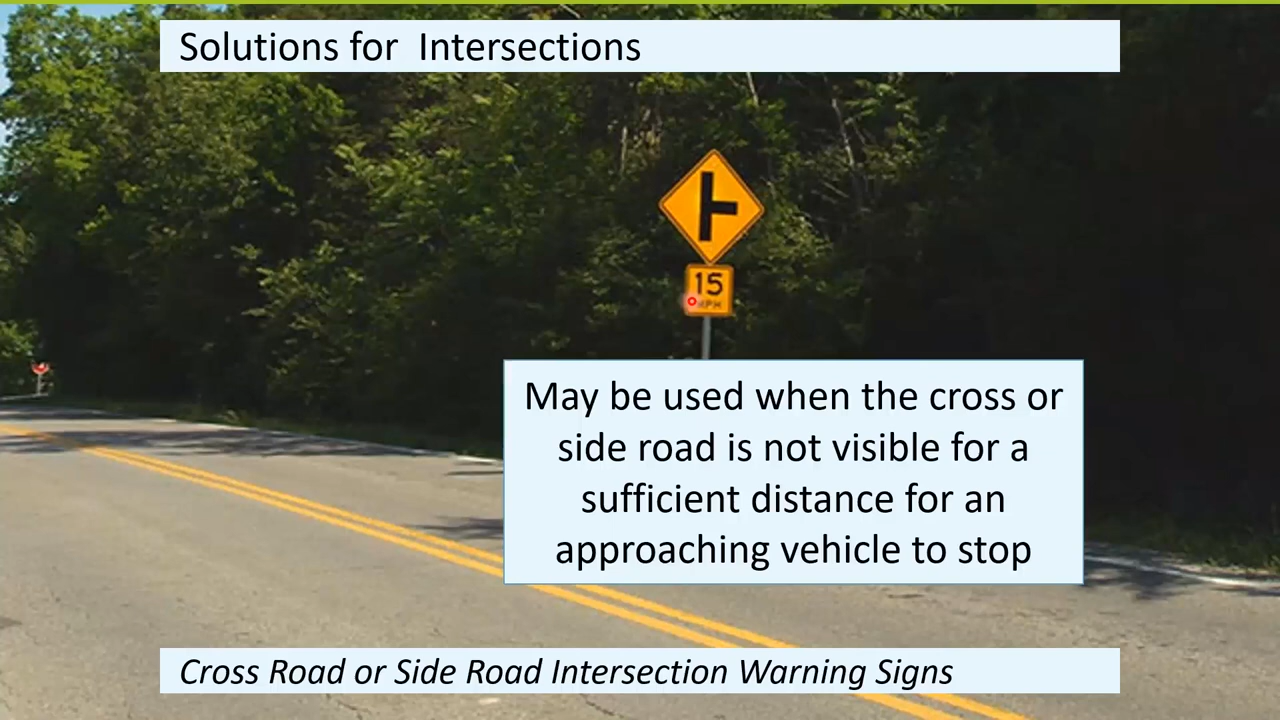 Solutions for  Intersections
15
MPH
May be used when the cross or
side road is not visible for a
sufficient distance for an
approaching vehicle to stop
Cross Road or Side Road Intersection Warning Signs